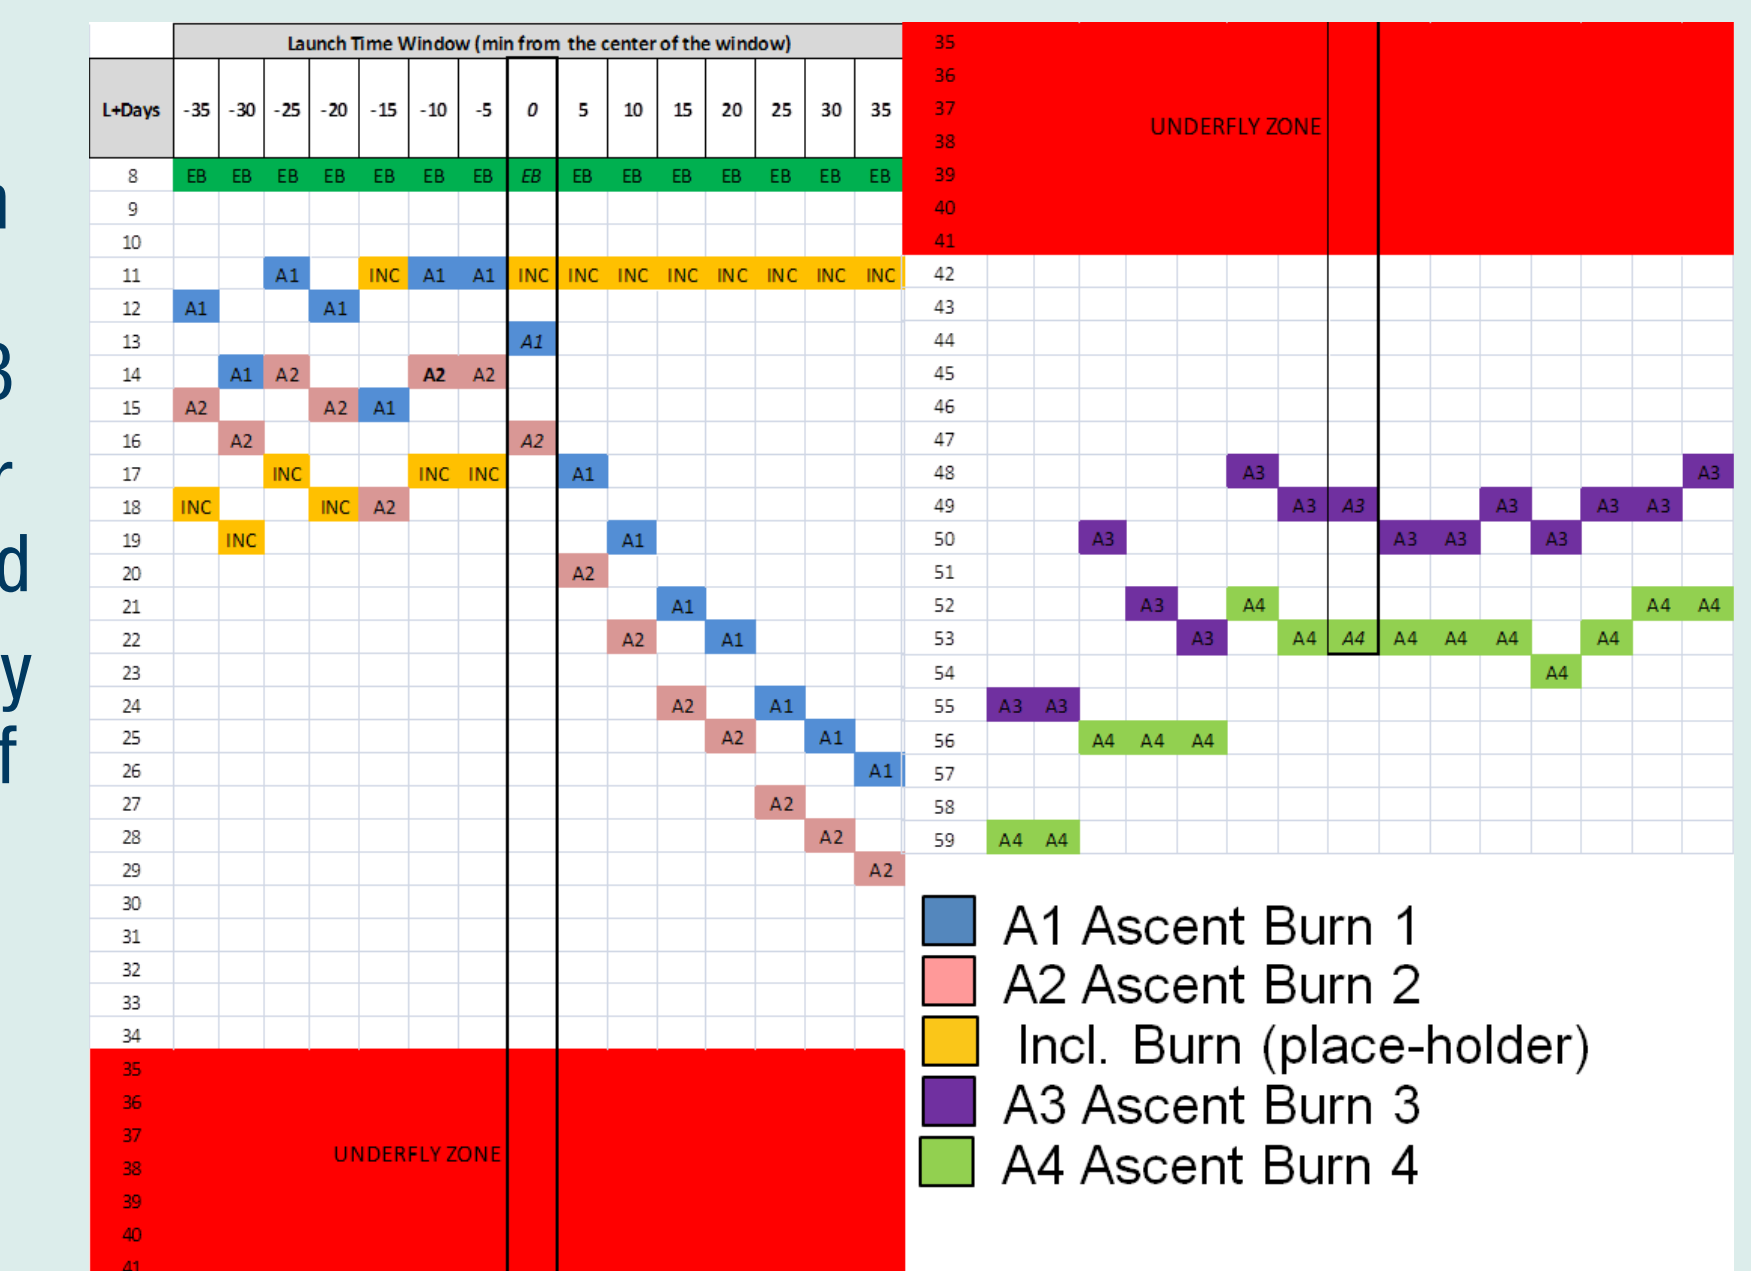 Launch Time Window (min from the center of the window)
L+Days -35 -30 -25 -20 -15 -10 -5 0 5 10 15 20 25 30 35
8 EB EB EB EB EB EB EB EB EB EB EB EB EB EB EB
9
10
11 A1 INC A1 A1 INC INC INC INC INC INC INC INC
12 A1 A1
13 A1
14 A1 A2 A2 A2
15 A2 A2 A1
16 A2 A2
17 INC INC INC A1
18 INC INC A2
19 INC A1
20 A2
21 A1
22 A2 A1
23
24 A2 A1
25 A2 A1
26 A1
27 A2
28 A2
29 A2
30
31
32
33
34
35
36
37
UNDERFLY ZONE
38
39
40
41
35
36
37
UNDERFLY ZONE
38
39
40
41
42
43
44
45
46
47
48 A3 A3
49 A3 A3 A3 A3 A3
50 A3 A3 A3 A3
51
52 A3 A4 A4 A4
53 A3 A4 A4 A4 A4 A4 A4
54 A4
55 A3 A3
56 A4 A4 A4
57
58
59 A4 A4
A1 Ascent Burn 1
A2 Ascent Burn 2
Incl. Burn (place-holder)
A3 Ascent Burn 3
A4 Ascent Burn 4